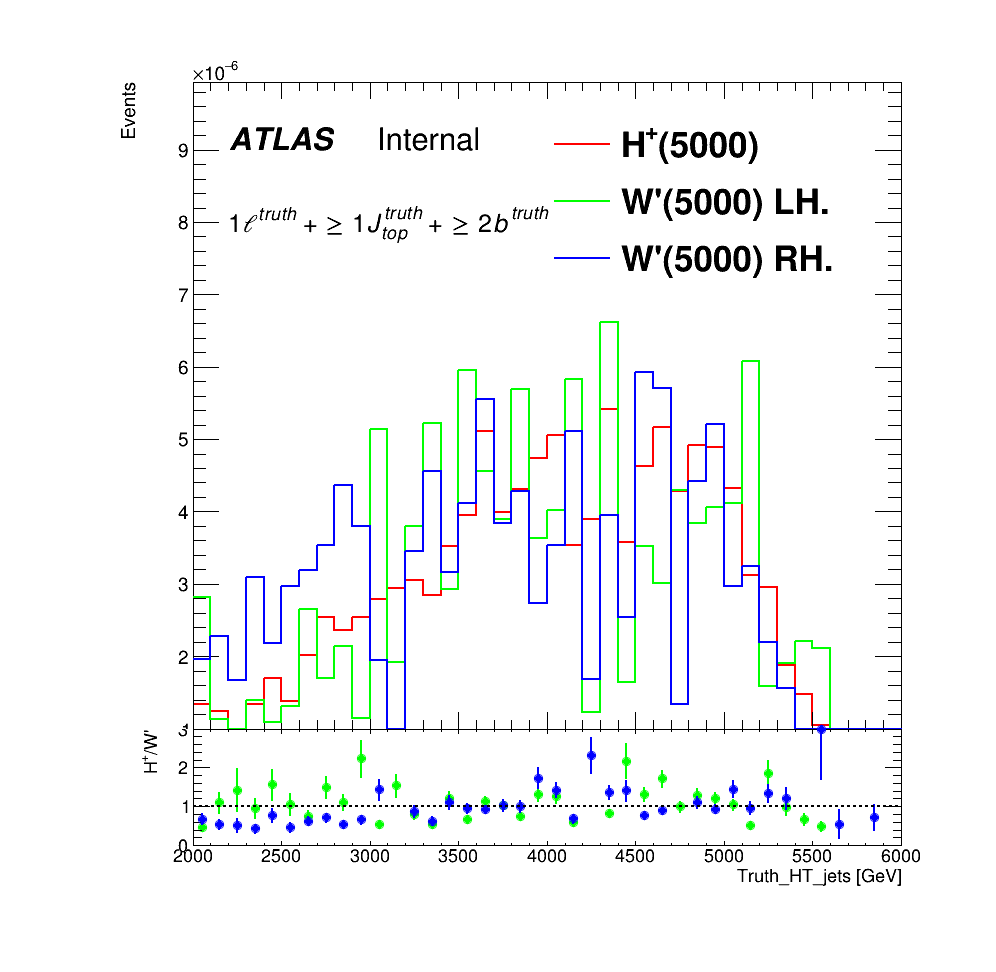 ×10⁻⁶
Events
ATLAS Internal
H⁺(5000)
1ℓ^truth + ≥ 1J_top^truth + ≥ 2b^truth
W'(5000) LH.
W'(5000) RH.
9
8
7
6
5
4
3
2
1
H⁺/W'
3
2
1
0
2000 2500 3000 3500 4000 4500 5000 5500 6000
Truth_HT_jets [GeV]